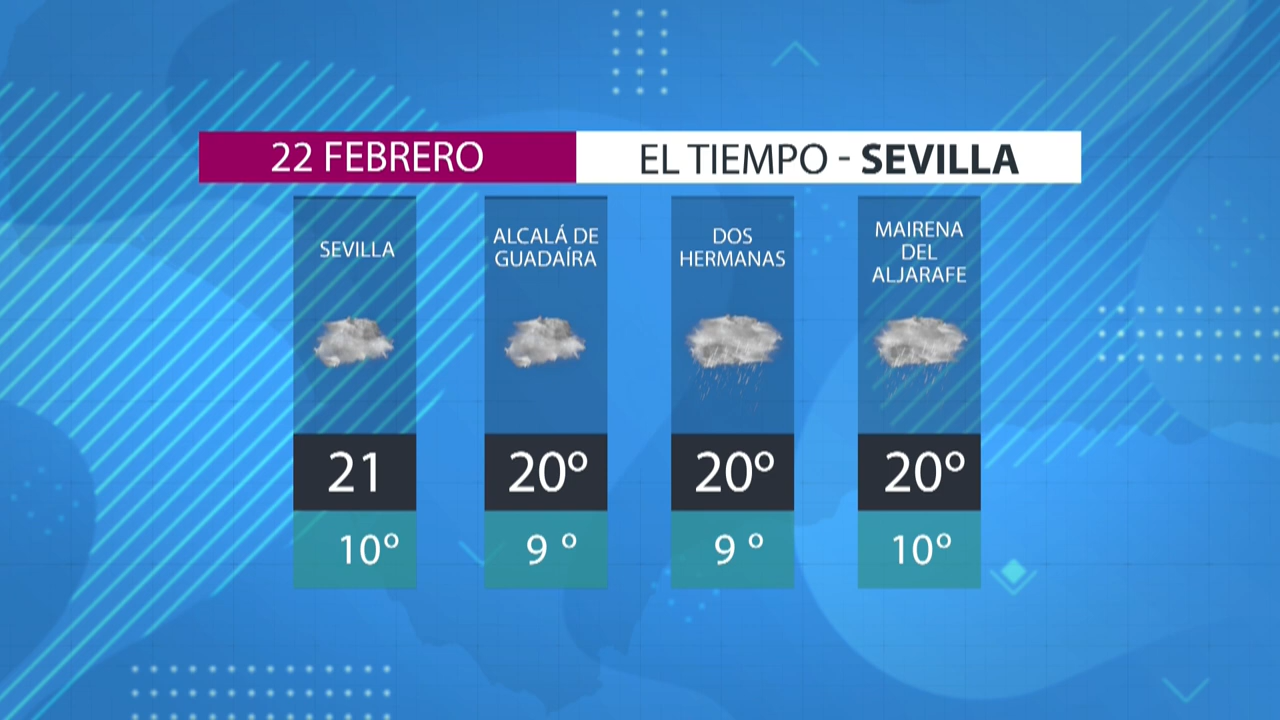 22 FEBRERO
EL TIEMPO - SEVILLA
SEVILLA
21
10º
ALCALÁ DE
GUADAÍRA
20º
9 º
DOS
HERMANAS
20º
9 º
MAIRENA
DEL
ALJARAFE
20º
10º